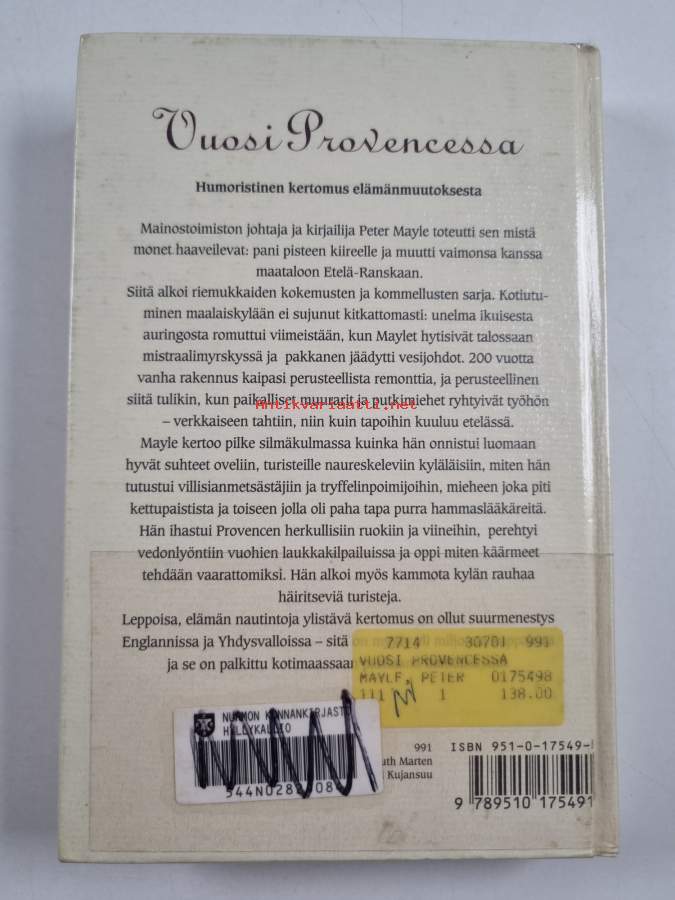 Vuosi Provencessa
Humoristinen kertomus elämänmuutoksesta
Mainostoimiston johtaja ja kirjailija Peter Mayle toteutti sen mistä
monet haaveilevat: pani pisteen kiireelle ja muutti vaimonsa kanssa
maataloon Etelä-Ranskaan.
Siitä alkoi riemukkaiden kokemusten ja kommellusten sarja. Kotiutu-
minen maalaiskylään ei sujunut kitkattomasti: unelma ikuisesta
auringosta romuttui viimeistään, kun Maylet hytisivät talossaan
mistraalimyrskyssä ja pakkanen jäädytti vesijohdot. 200 vuotta
vanha rakennus kaipasi perusteellista remonttia, ja perusteellinen
siitä tulikin, kun paikalliset muurarit ja putkimiehet ryhtyivät työhön
Antikvariaatti.net
– verkkaiseen tahtiin, niin kuin tapoihin kuuluu etelässä.
Mayle kertoo pilke silmäkulmassa kuinka hän onnistui luomaan
hyvät suhteet oveliin, turisteille naureskeleviin kyläläisiin, miten hän
tutustui villisianmetsästäjiin ja tryffelinpoimijoihin, mieheen joka piti
kettupaistista ja toiseen jolla oli paha tapa purra hammaslääkäreitä.
Hän ihastui Provencen herkullisiin ruokiin ja viineihin, perehtyi
vedonlyöntiin vuohien laukkakilpailuissa ja oppi miten käärmeet
tehdään vaarattomiksi. Hän alkoi myös kammota kylän rauhaa
häiritseviä turisteja.
Leppoisa, elämän nautintoja ylistävä kertomus on ollut suurmenestys
Englannissa ja Yhdysvalloissa – sitä
ja se on palkittu kotimaassaan
7714 30701 991
VUOSI PROVENCESSA
MAYLE, PETER 0175498
111 1 138.00
NURMON KUNNANKIRJASTO
HYLLYKALLIO
991
uth Marten
Kujansuu
ISBN 951-0-17549-
9 789510 175491